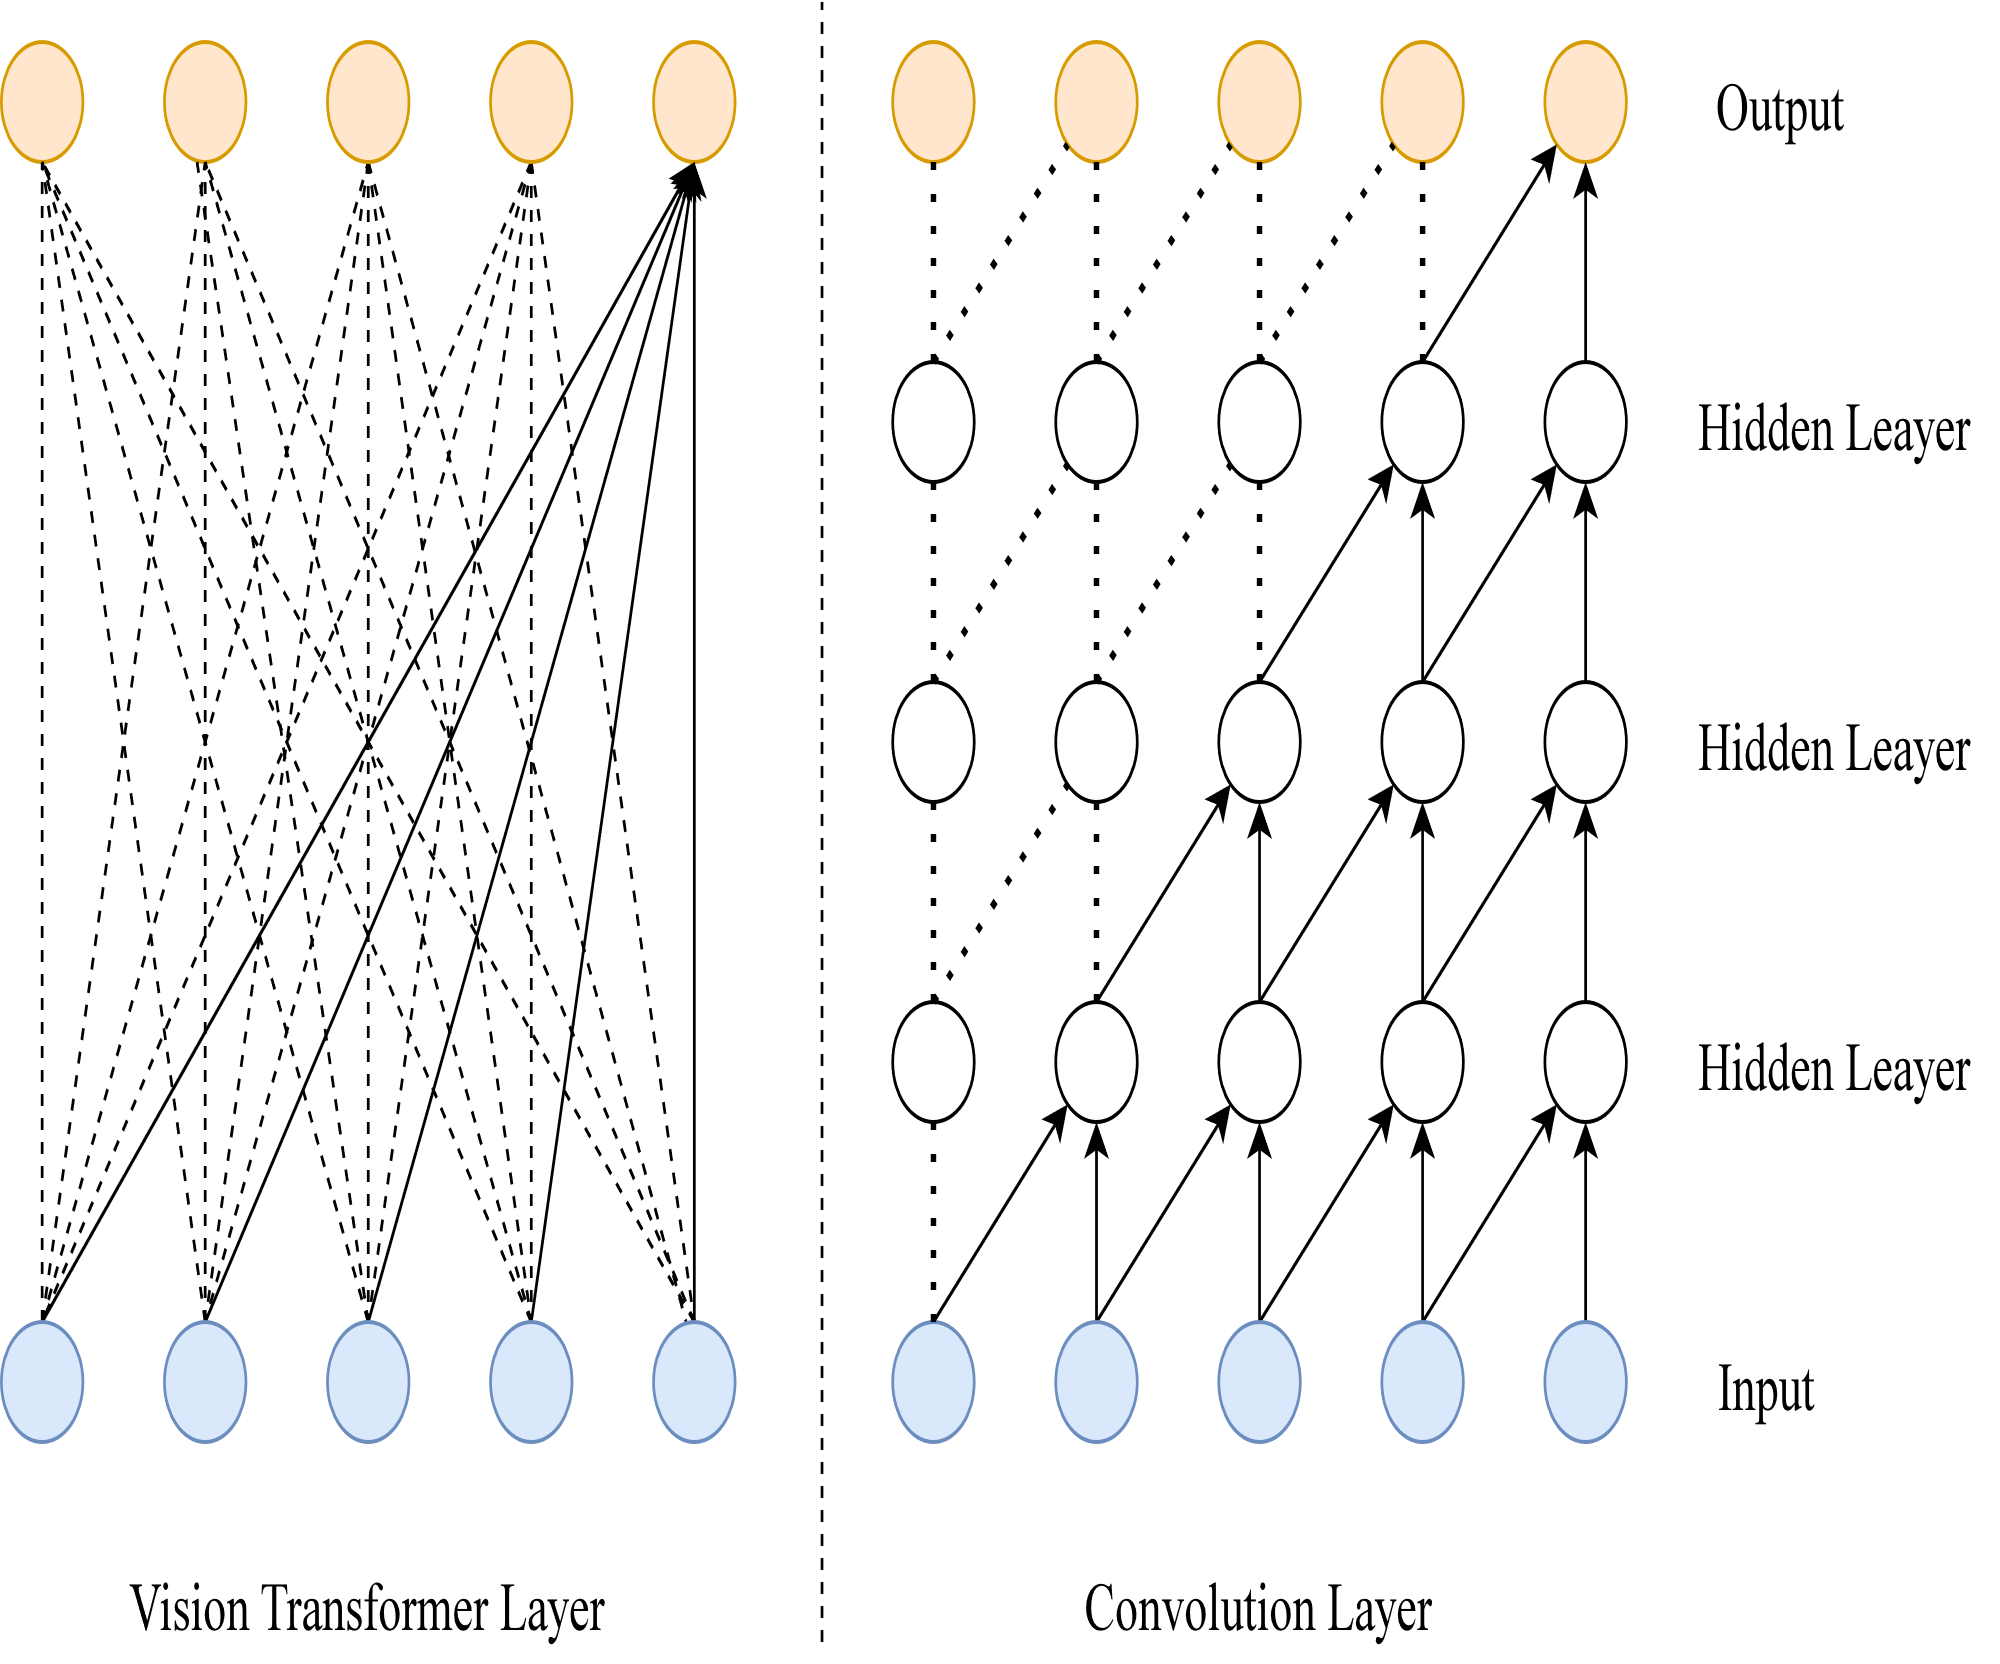 Output
Hidden Leayer
Hidden Leayer
Hidden Leayer
Input
Vision Transformer Layer
Convolution Layer